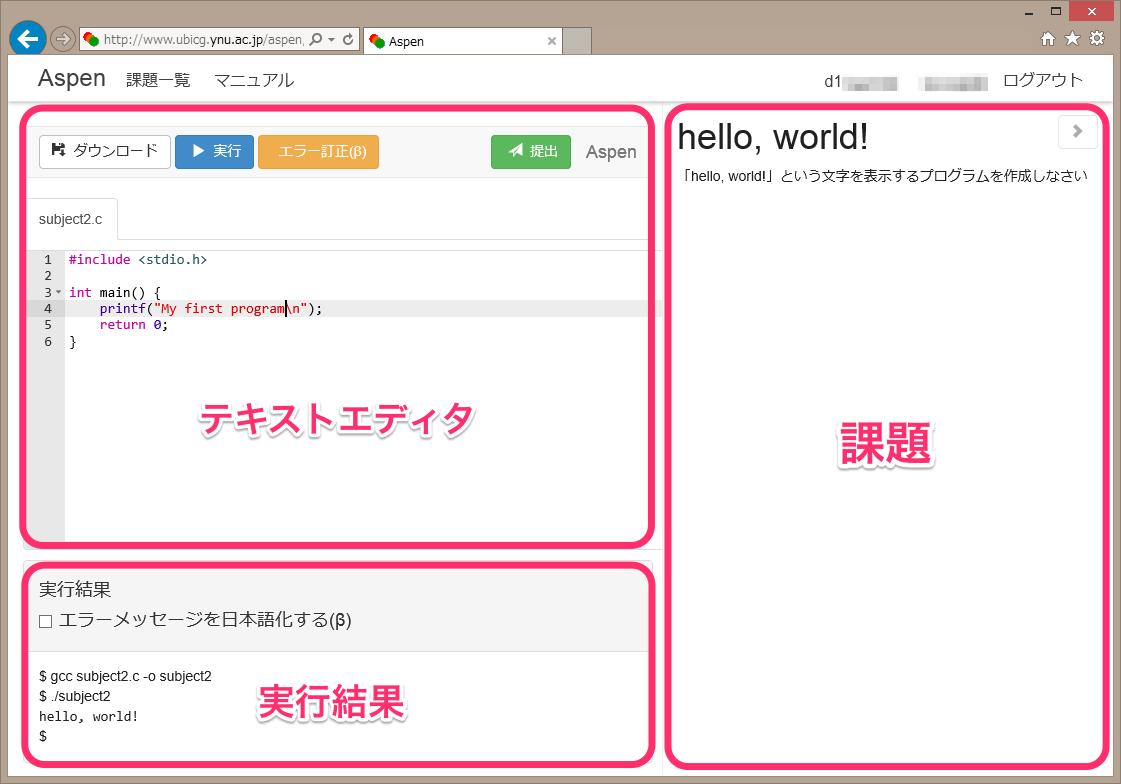 http://www.ubicg.ynu.ac.jp/aspen,
Aspen
Aspen 課題一覧 マニュアル d1 ログアウト
ダウンロード 実行 エラー訂正(β) 提出 Aspen
subject2.c
1 #include <stdio.h>
2
3 int main() {
4 printf("My first program\n");
5 return 0;
6 }
テキストエディタ
実行結果
エラーメッセージを日本語化する(β)
$ gcc subject2.c -o subject2
$ ./subject2
hello, world!
$
実行結果
hello, world!
「hello, world!」という文字を表示するプログラムを作成しなさい
課題